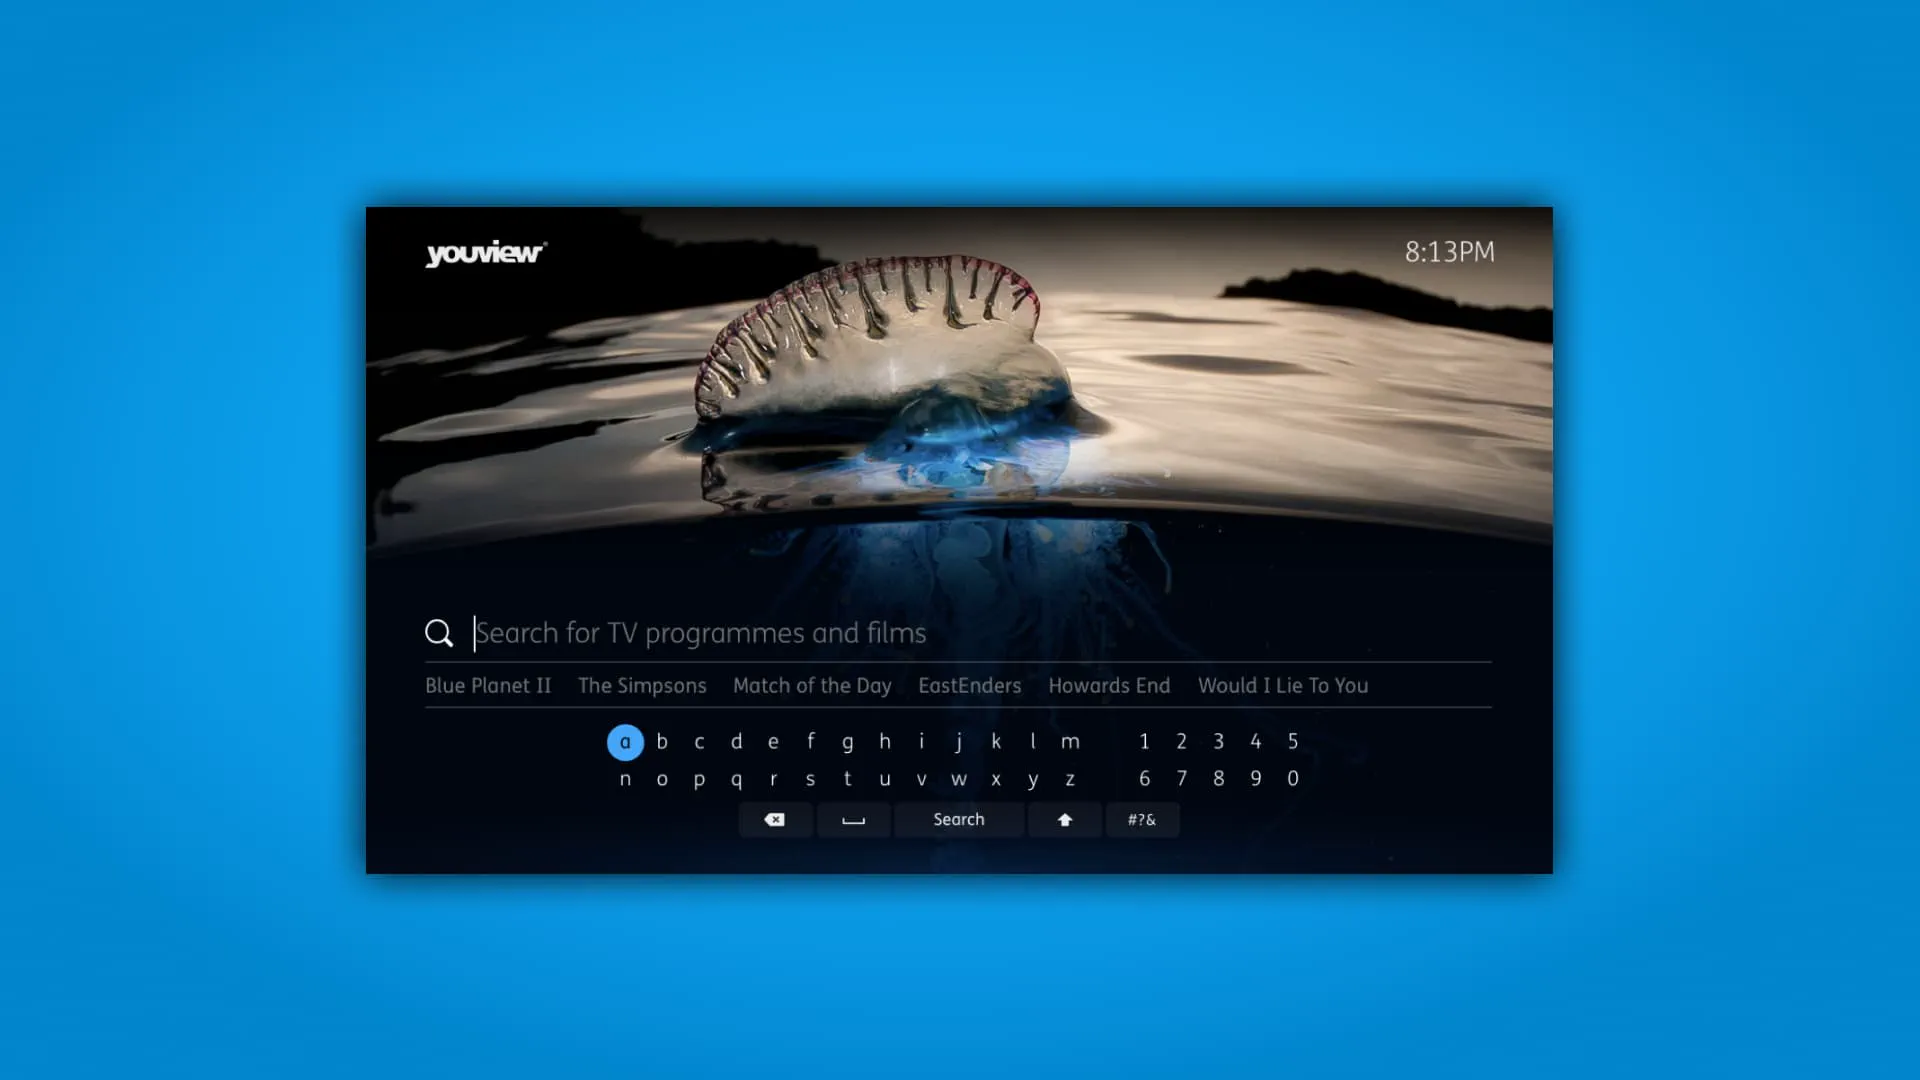 youview
8:13PM
Search for TV programmes and films
Blue Planet II The Simpsons Match of the Day EastEnders Howards End Would I Lie To You
a b c d e f g h i j k l m 1 2 3 4 5
n o p q r s t u v w x y z 6 7 8 9 0
Search #?&